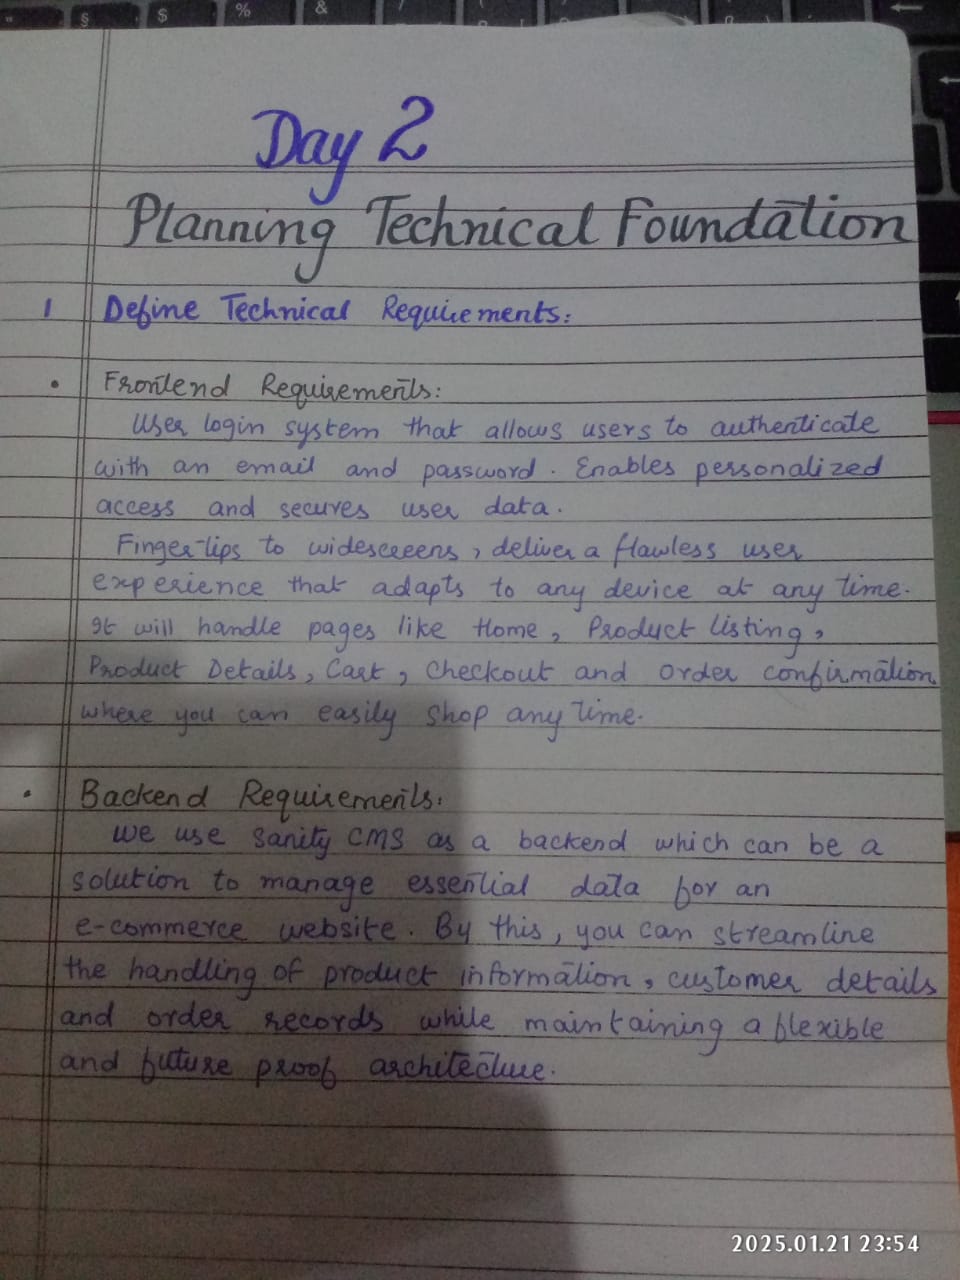 § $ % &
Day 2
Planning Technical Foundation
1 Define Technical Requirements:
• Frontend Requirements:
User login system that allows users to authenticate
with an email and password. Enables personalized
access and secures user data.
Fingertips to widescreens, deliver a flawless user
experience that adapts to any device at any time.
It will handle pages like Home, Product Listing,
Product Details, Cart, Checkout and Order confirmation
where you can easily shop anytime.
• Backend Requirements:
We use sanity CMS as a backend which can be a
solution to manage essential data for an
e-commerce website. By this, you can streamline
the handling of product information, customer details
and order records while maintaining a flexible
and future proof architecture.
2025.01.21 23:54